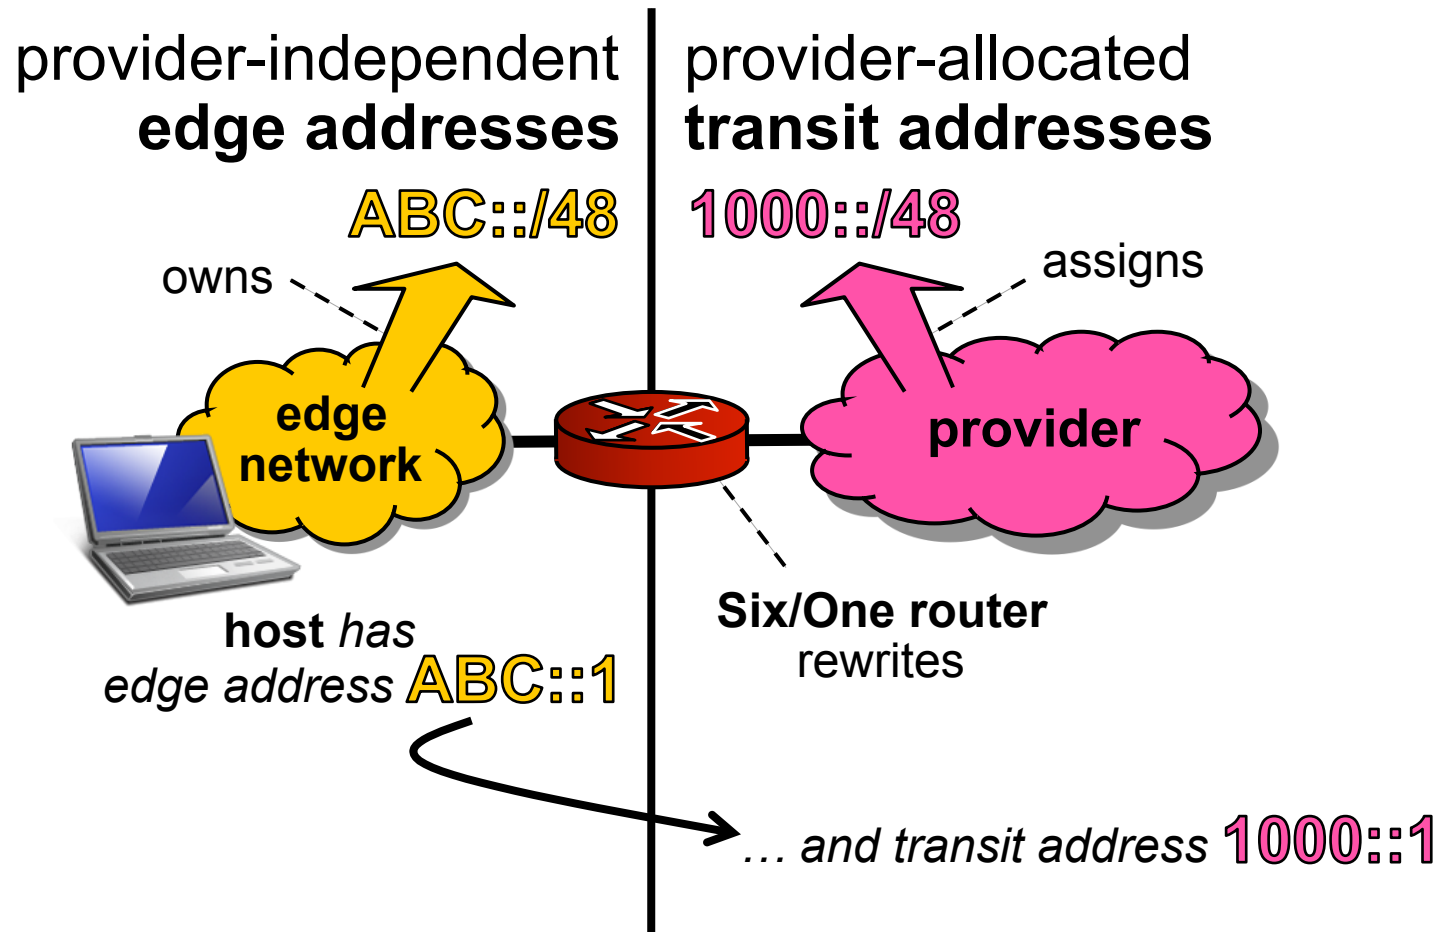 provider-independent
edge addresses
ABC::/48
owns
edge
network
host has
edge address ABC::1
provider-allocated
transit addresses
1000::/48
assigns
provider
Six/One router
rewrites
… and transit address 1000::1